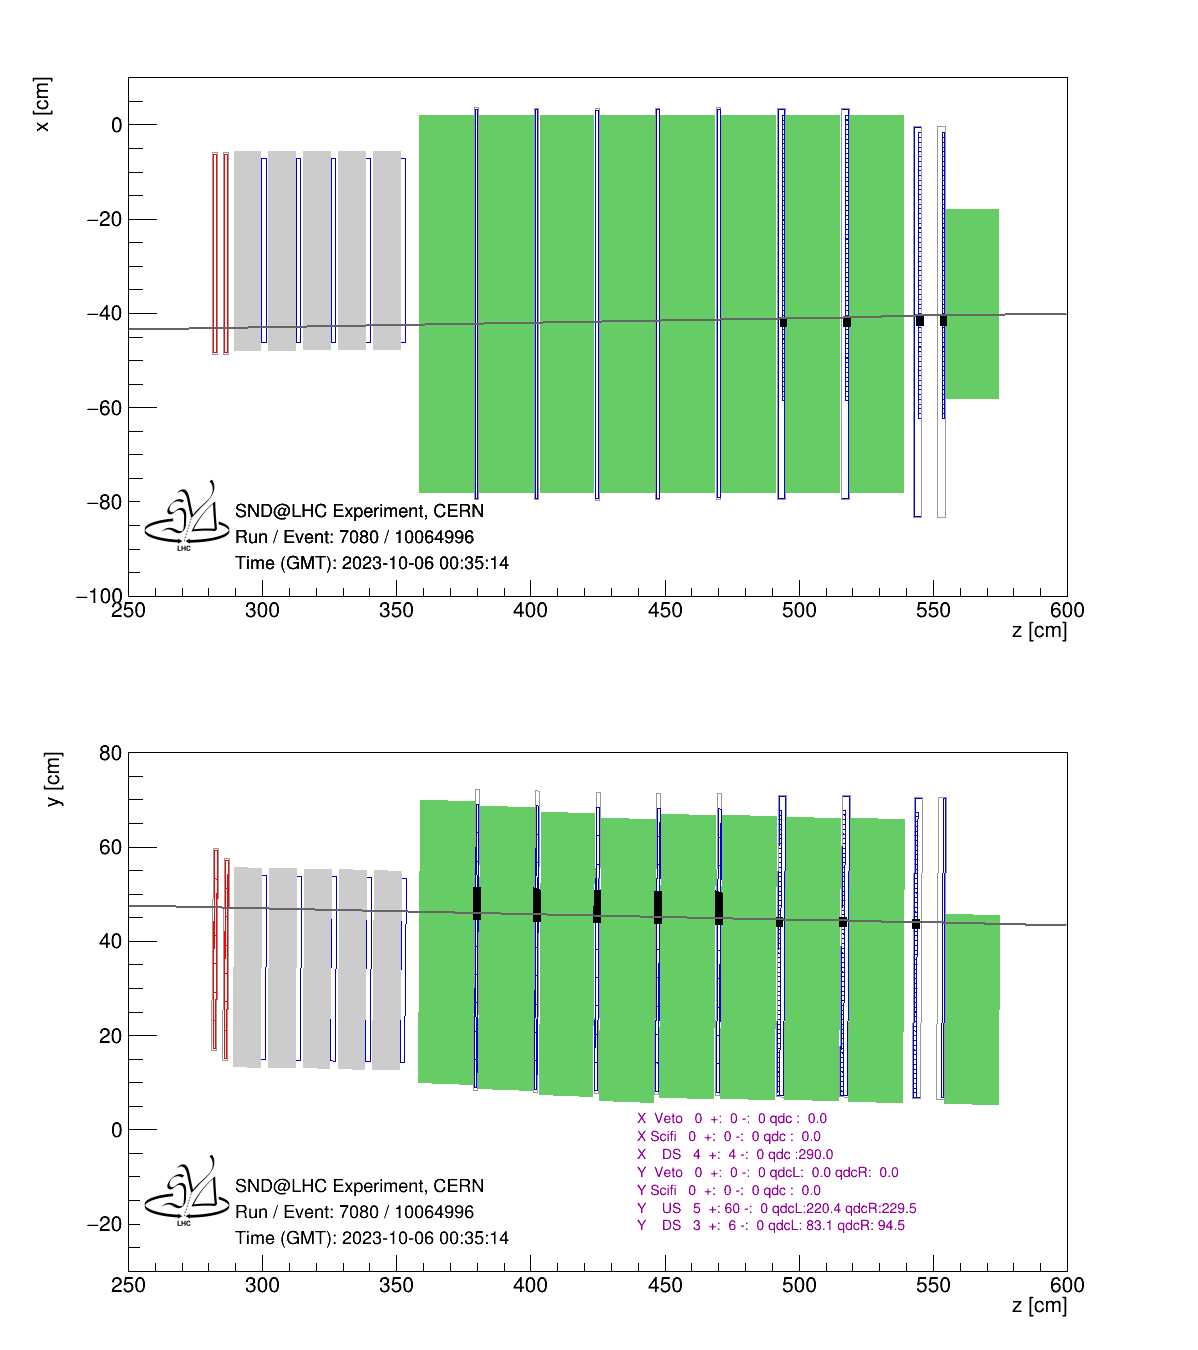 x [cm]
0
−20
−40
−60
−80
−100
LHC
SND@LHC Experiment, CERN
Run / Event: 7080 / 10064996
Time (GMT): 2023-10-06 00:35:14
250 300 350 400 450 500 550 600
z [cm]
y [cm]
80
60
40
20
0
−20
X Veto 0 +: 0 -: 0 qdc : 0.0
X Scifi 0 +: 0 -: 0 qdc : 0.0
X DS 4 +: 4 -: 0 qdc :290.0
Y Veto 0 +: 0 -: 0 qdcL: 0.0 qdcR: 0.0
Y Scifi 0 +: 0 -: 0 qdc : 0.0
Y US 5 +: 60 -: 0 qdcL:220.4 qdcR:229.5
Y DS 3 +: 6 -: 0 qdcL: 83.1 qdcR: 94.5
LHC
SND@LHC Experiment, CERN
Run / Event: 7080 / 10064996
Time (GMT): 2023-10-06 00:35:14
250 300 350 400 450 500 550 600
z [cm]